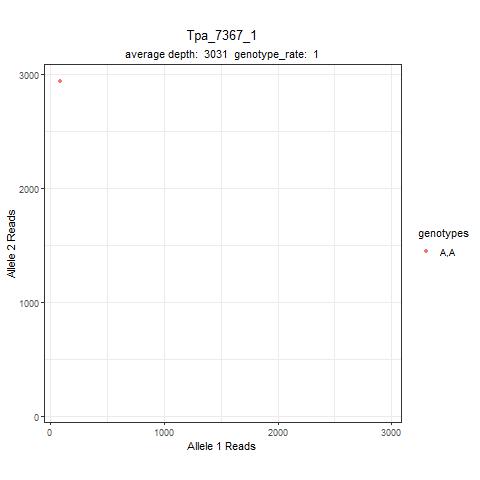 Tpa_7367_1
average depth: 3031 genotype_rate: 1
3000
2000
1000
0
Allele 2 Reads
0 1000 2000 3000
Allele 1 Reads
genotypes
A,A